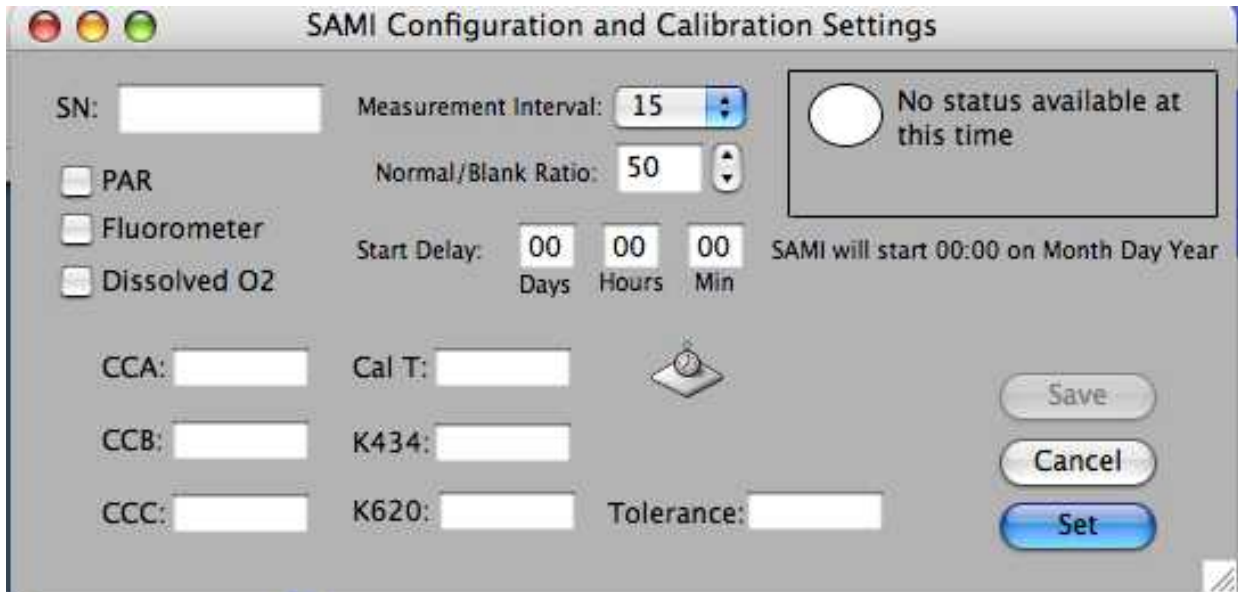 SAMI Configuration and Calibration Settings
SN:
Measurement Interval: 15
No status available at
this time
PAR
Normal/Blank Ratio: 50
Fluorometer
Start Delay: 00 00 00
Days Hours Min
SAMI will start 00:00 on Month Day Year
Dissolved O2
CCA:
Cal T:
CCB:
K434:
CCC:
K620:
Tolerance:
Save
Cancel
Set